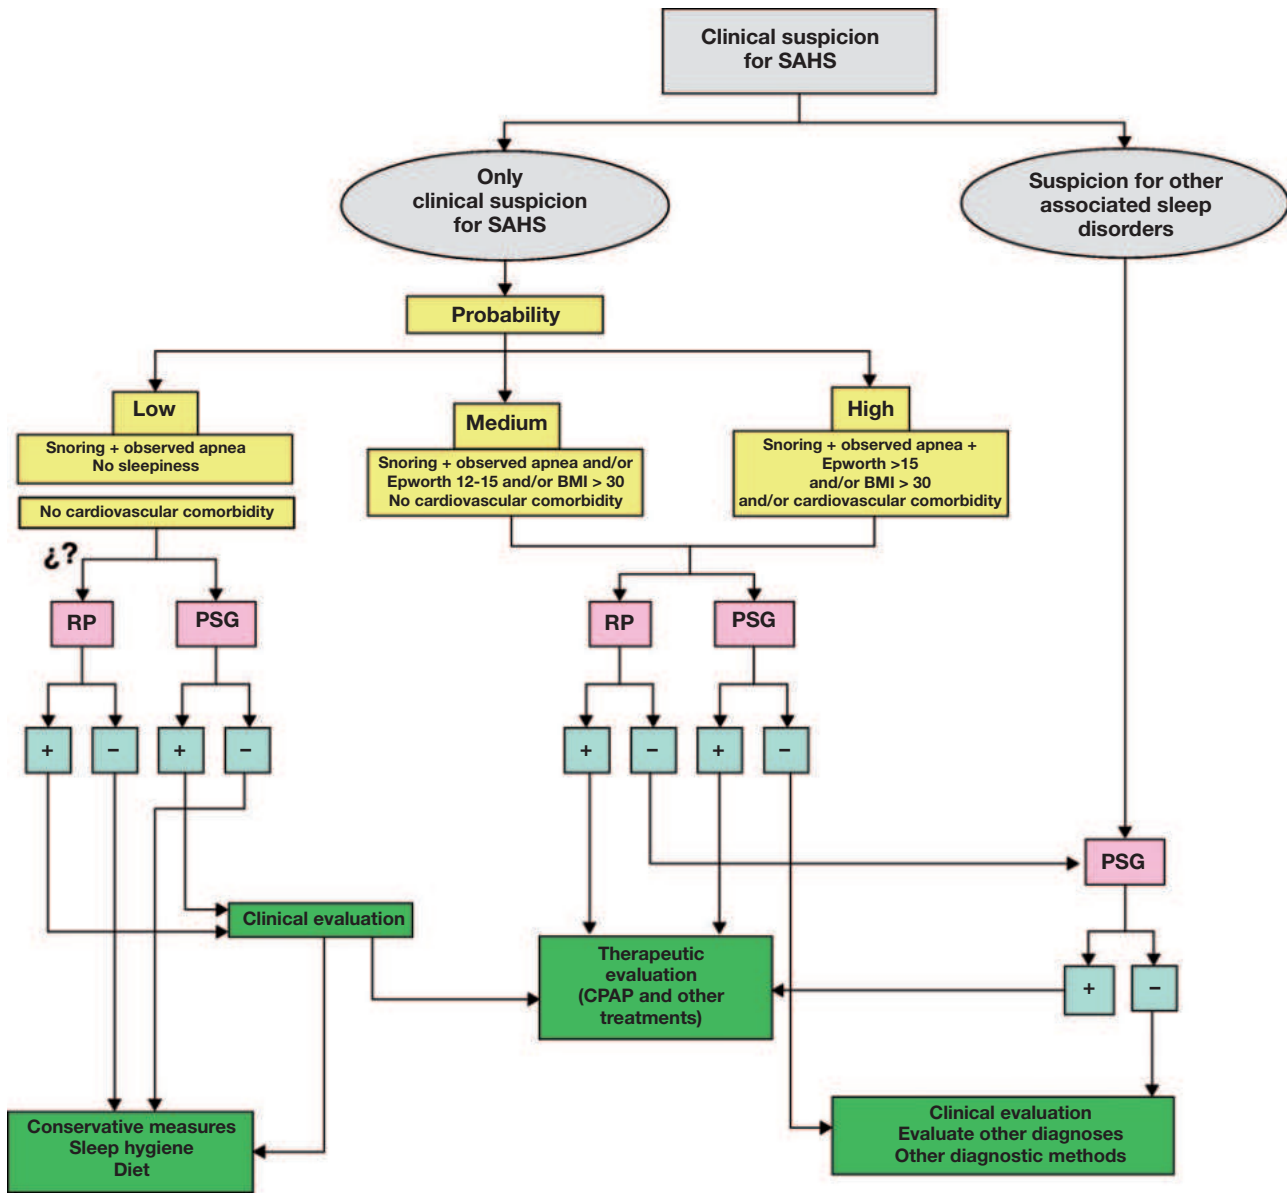 Clinical suspicion
for SAHS
Only
clinical suspicion
for SAHS
Suspicion for other
associated sleep
disorders
Probability
Low
Snoring + observed apnea
No sleepiness
No cardiovascular comorbidity
Medium
Snoring + observed apnea and/or
Epworth 12-15 and/or BMI > 30
No cardiovascular comorbidity
High
Snoring + observed apnea +
Epworth >15
and/or BMI > 30
and/or cardiovascular comorbidity
¿?
RP
PSG
RP
PSG
+
−
+
−
+
−
+
−
PSG
+
−
Clinical evaluation
Therapeutic
evaluation
(CPAP and other
treatments)
Conservative measures
Sleep hygiene
Diet
Clinical evaluation
Evaluate other diagnoses
Other diagnostic methods